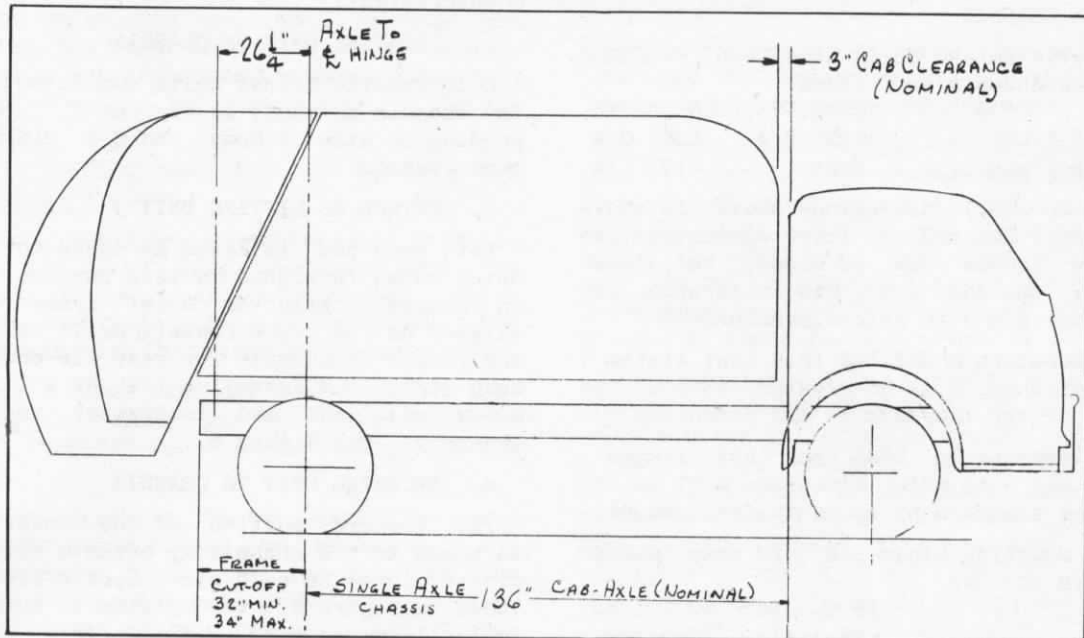 26 1/4" AXLE TO
℄ HINGE
3" CAB CLEARANCE
(NOMINAL)
FRAME
CUT-OFF
32" MIN.
34" MAX.
SINGLE AXLE
CHASSIS
136" CAB-AXLE (NOMINAL)